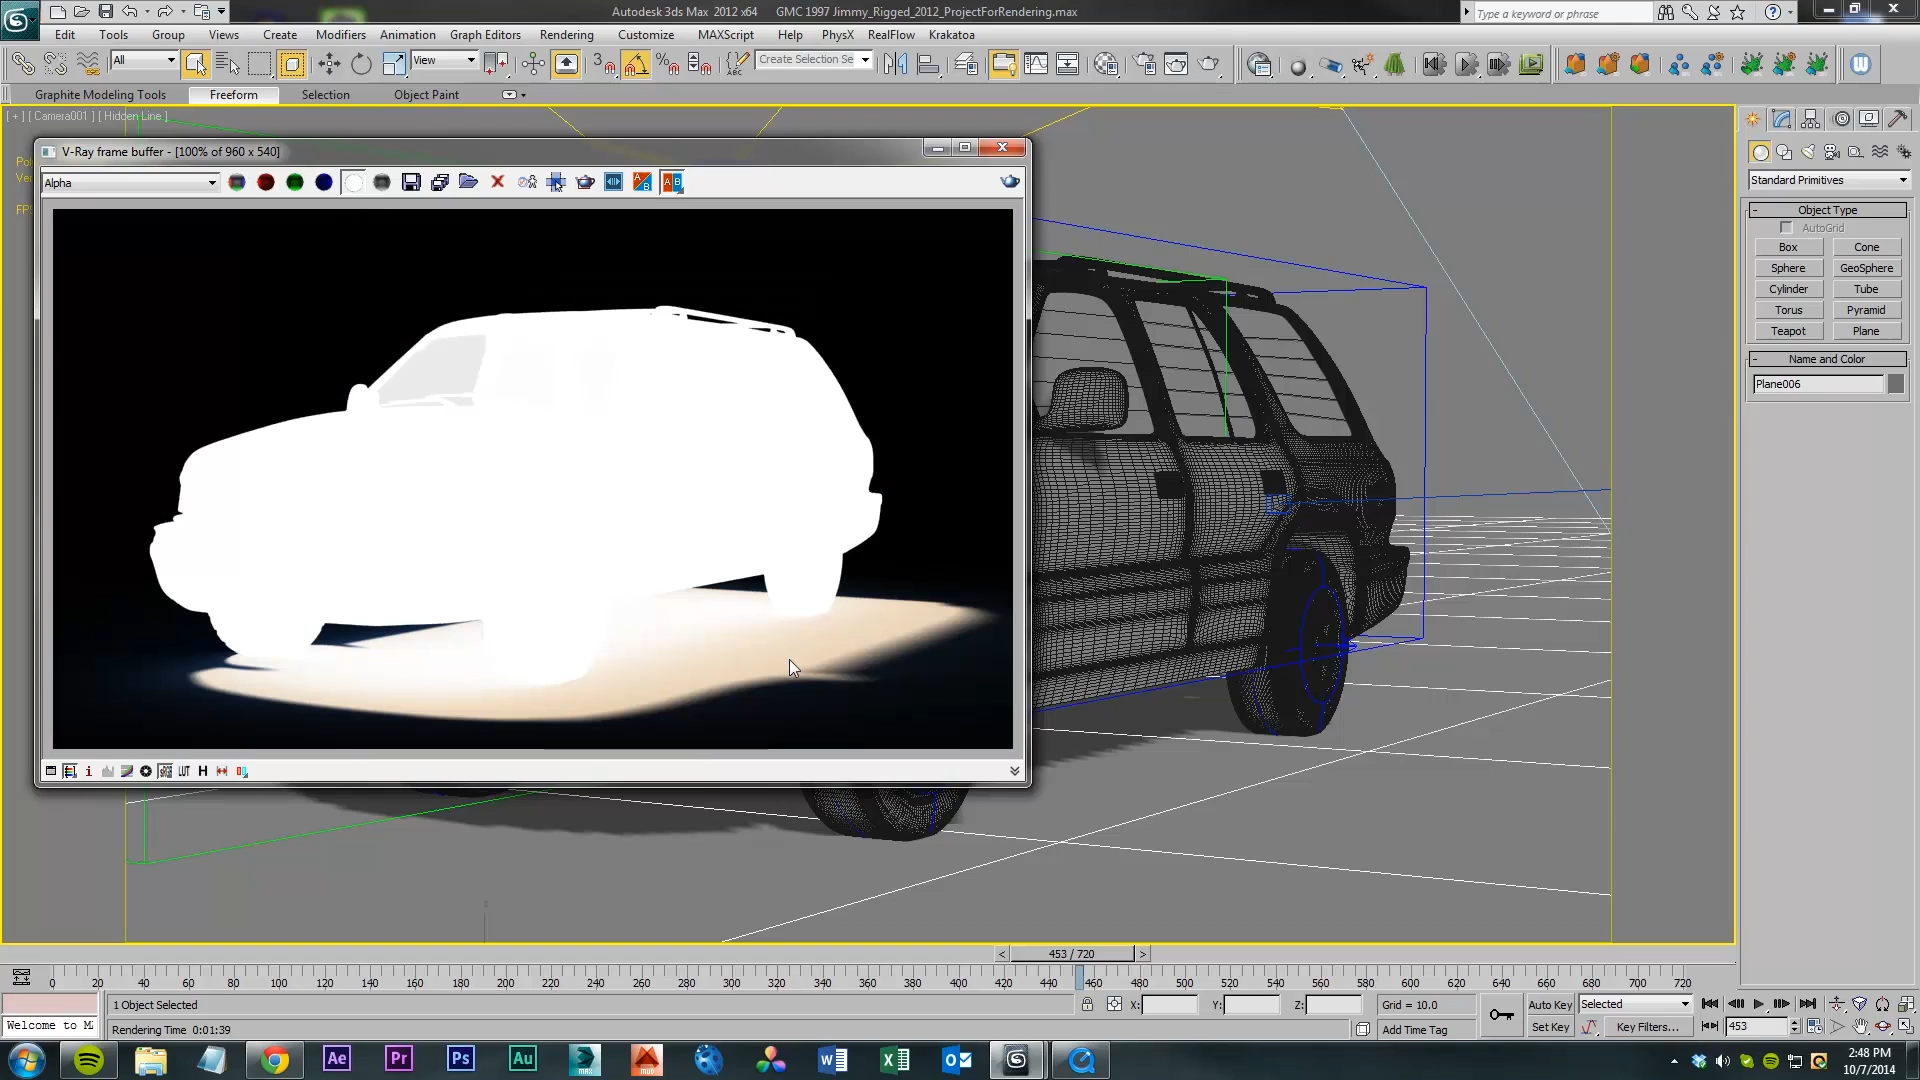 Autodesk 3ds Max 2012 x64 GMC 1997 Jimmy_Rigged_2012_ProjectForRendering.max
Type a keyword or phrase
Edit Tools Group Views Create Modifiers Animation Graph Editors Rendering Customize MAXScript Help PhysX RealFlow Krakatoa
All View 3 Create Selection Se
Graphite Modeling Tools Freeform Selection Object Paint
[ + ] [ Camera001 ] [ Hidden Line ]
V-Ray frame buffer - [100% of 960 x 540]
Alpha
LUT H
Standard Primitives
- Object Type
AutoGrid
Box Cone
Sphere GeoSphere
Cylinder Tube
Torus Pyramid
Teapot Plane
- Name and Color
Plane006
< 453 / 720 >
0 20 40 60 80 100 120 140 160 180 200 220 240 260 280 300 320 340 360 380 400 420 440 460 480 500 520 540 560 580 600 620 640 660 680 700 720
1 Object Selected X: Y: Z: Grid = 10.0 Auto Key Selected
Welcome to Rendering Time 0:01:39 Add Time Tag Set Key Key Filters... 453
Ae Pr Ps Au
2:48 PM
10/7/2014